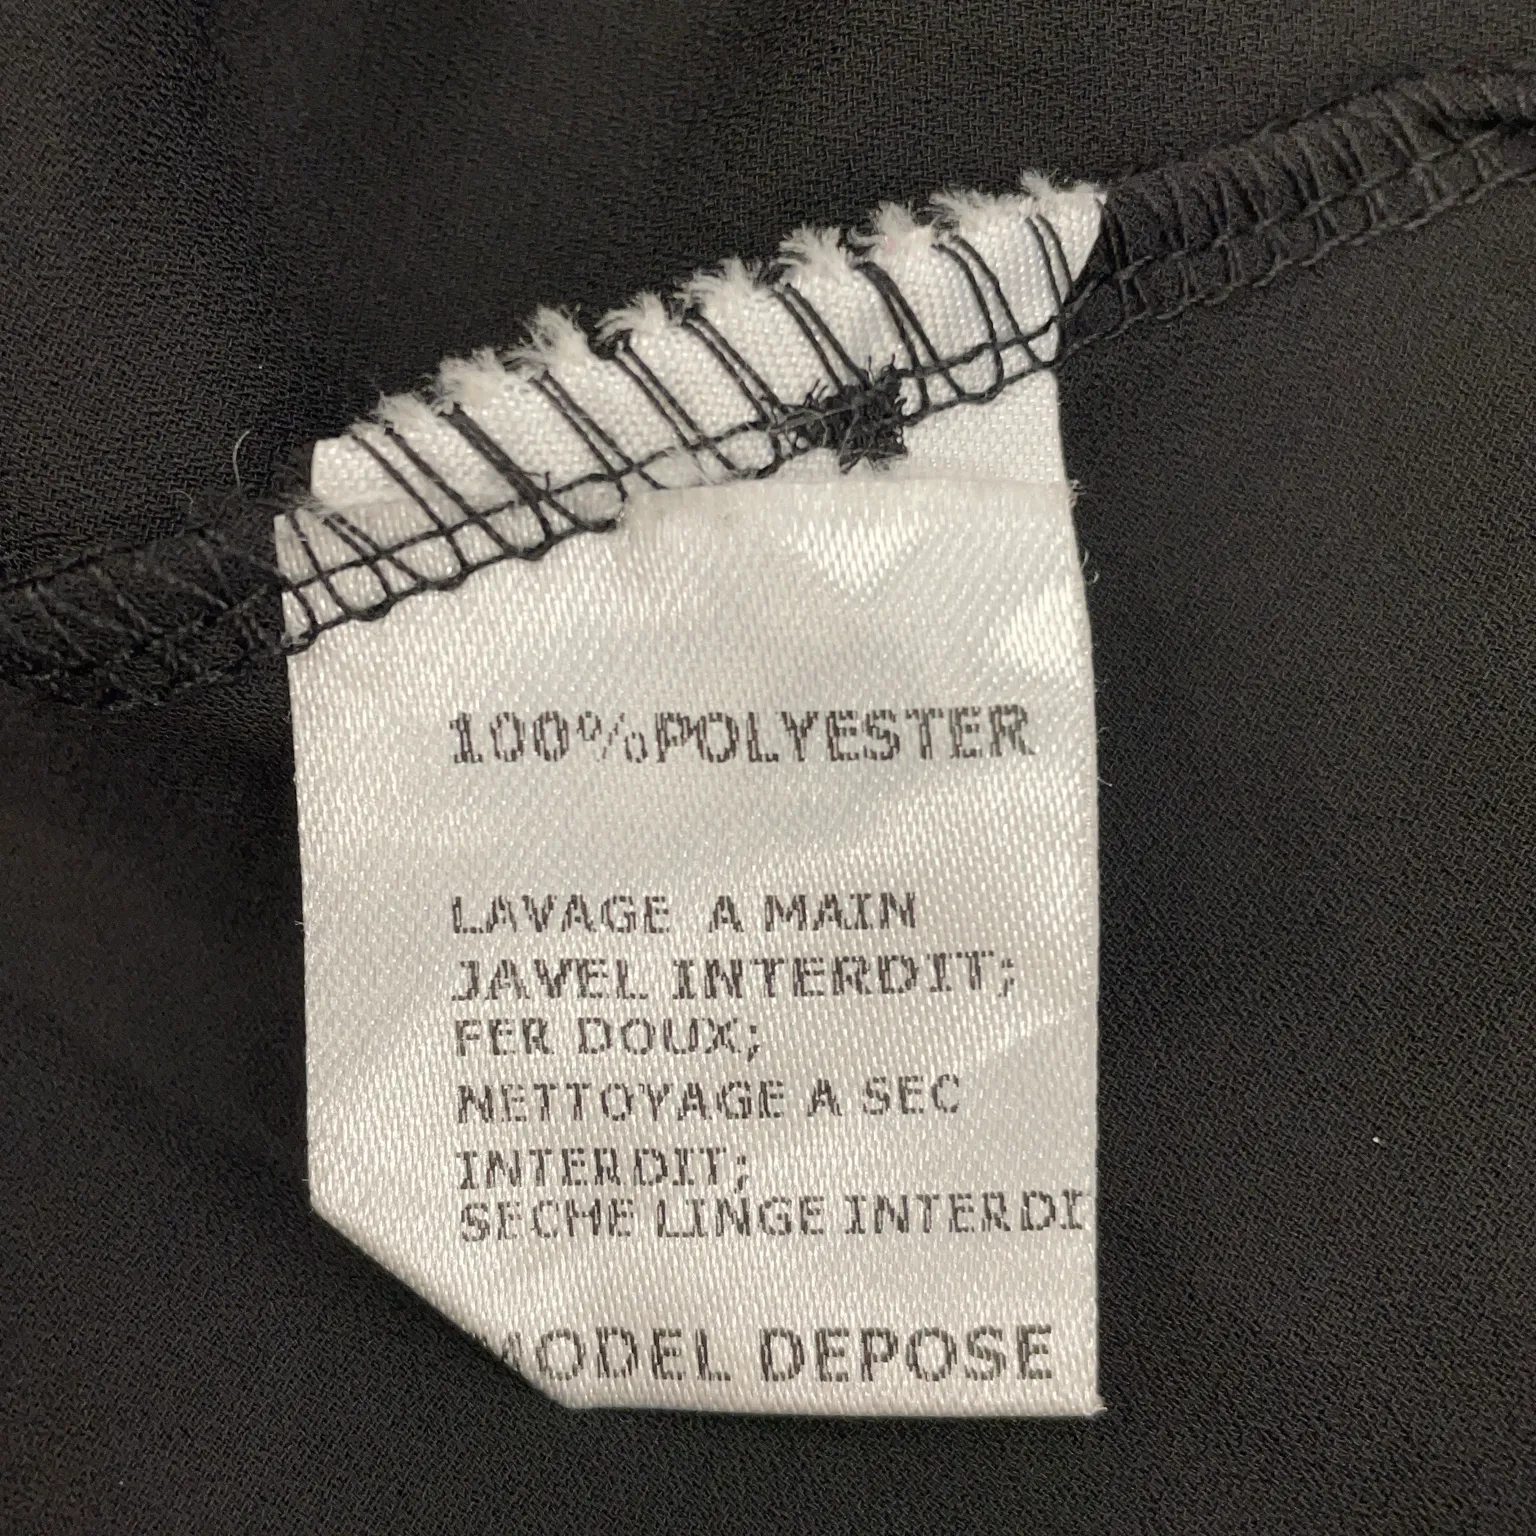 100%POLYESTER
LAVAGE A MAIN
JAVEL INTERDIT;
FER DOUX;
NETTOYAGE A SEC
INTERDIT;
SECHE LINGE INTERDI
MODEL DEPOSE